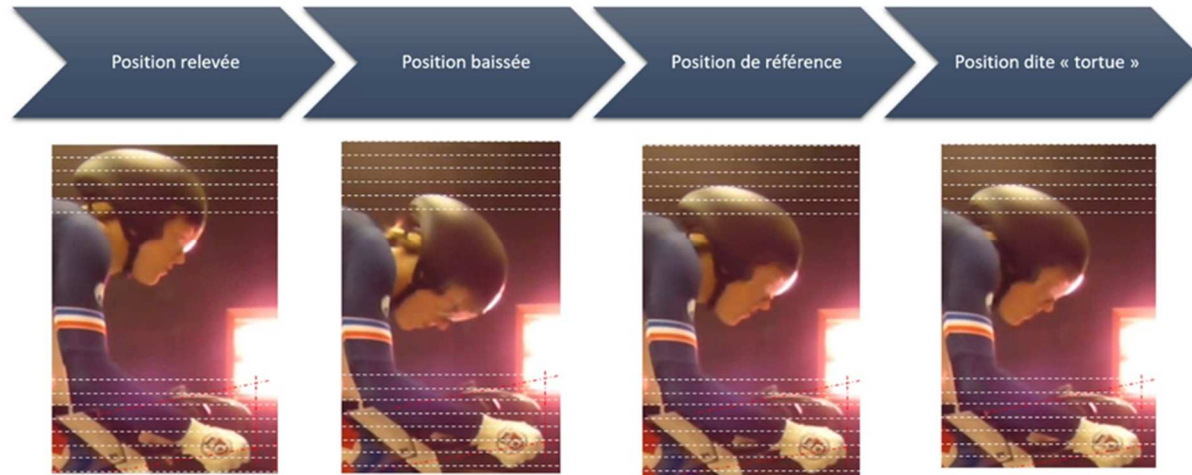 Position relevée
Position baissée
Position de référence
Position dite « tortue »